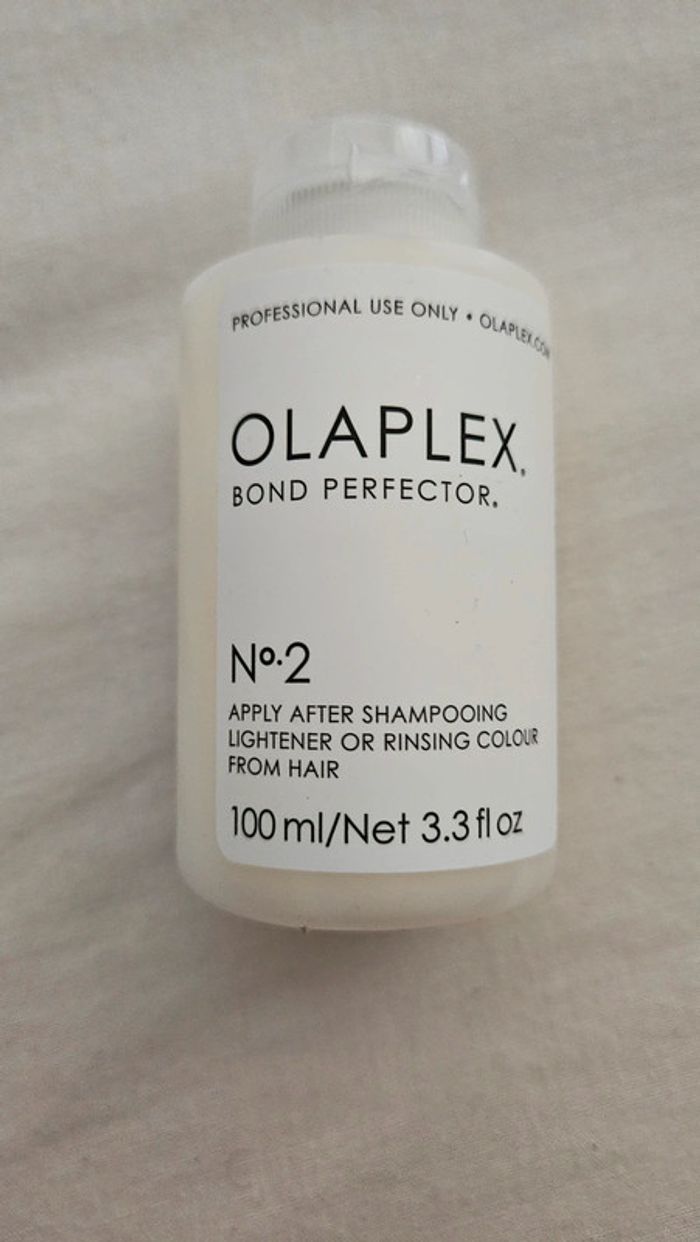 PROFESSIONAL USE ONLY • OLAPLEX.COM
OLAPLEX®
BOND PERFECTOR®
Nº.2
APPLY AFTER SHAMPOOING
LIGHTENER OR RINSING COLOUR
FROM HAIR
100 ml/Net 3.3 fl oz